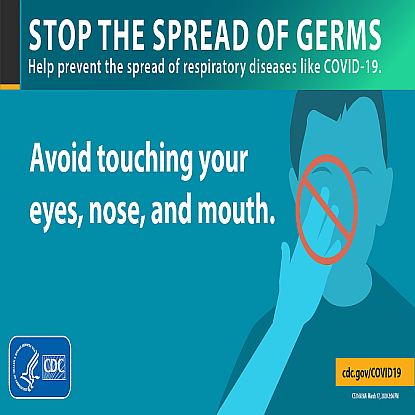 STOP THE SPREAD OF GERMS
Help prevent the spread of respiratory diseases like COVID-19.
Avoid touching your
eyes, nose, and mouth.
CDC
cdc.gov/COVID19